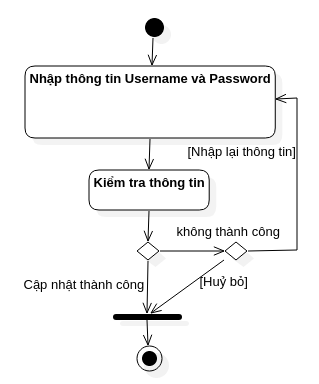 Nhập thông tin Username và Password
[Nhập lại thông tin]
Kiểm tra thông tin
không thành công
Cập nhật thành công
[Huỷ bỏ]